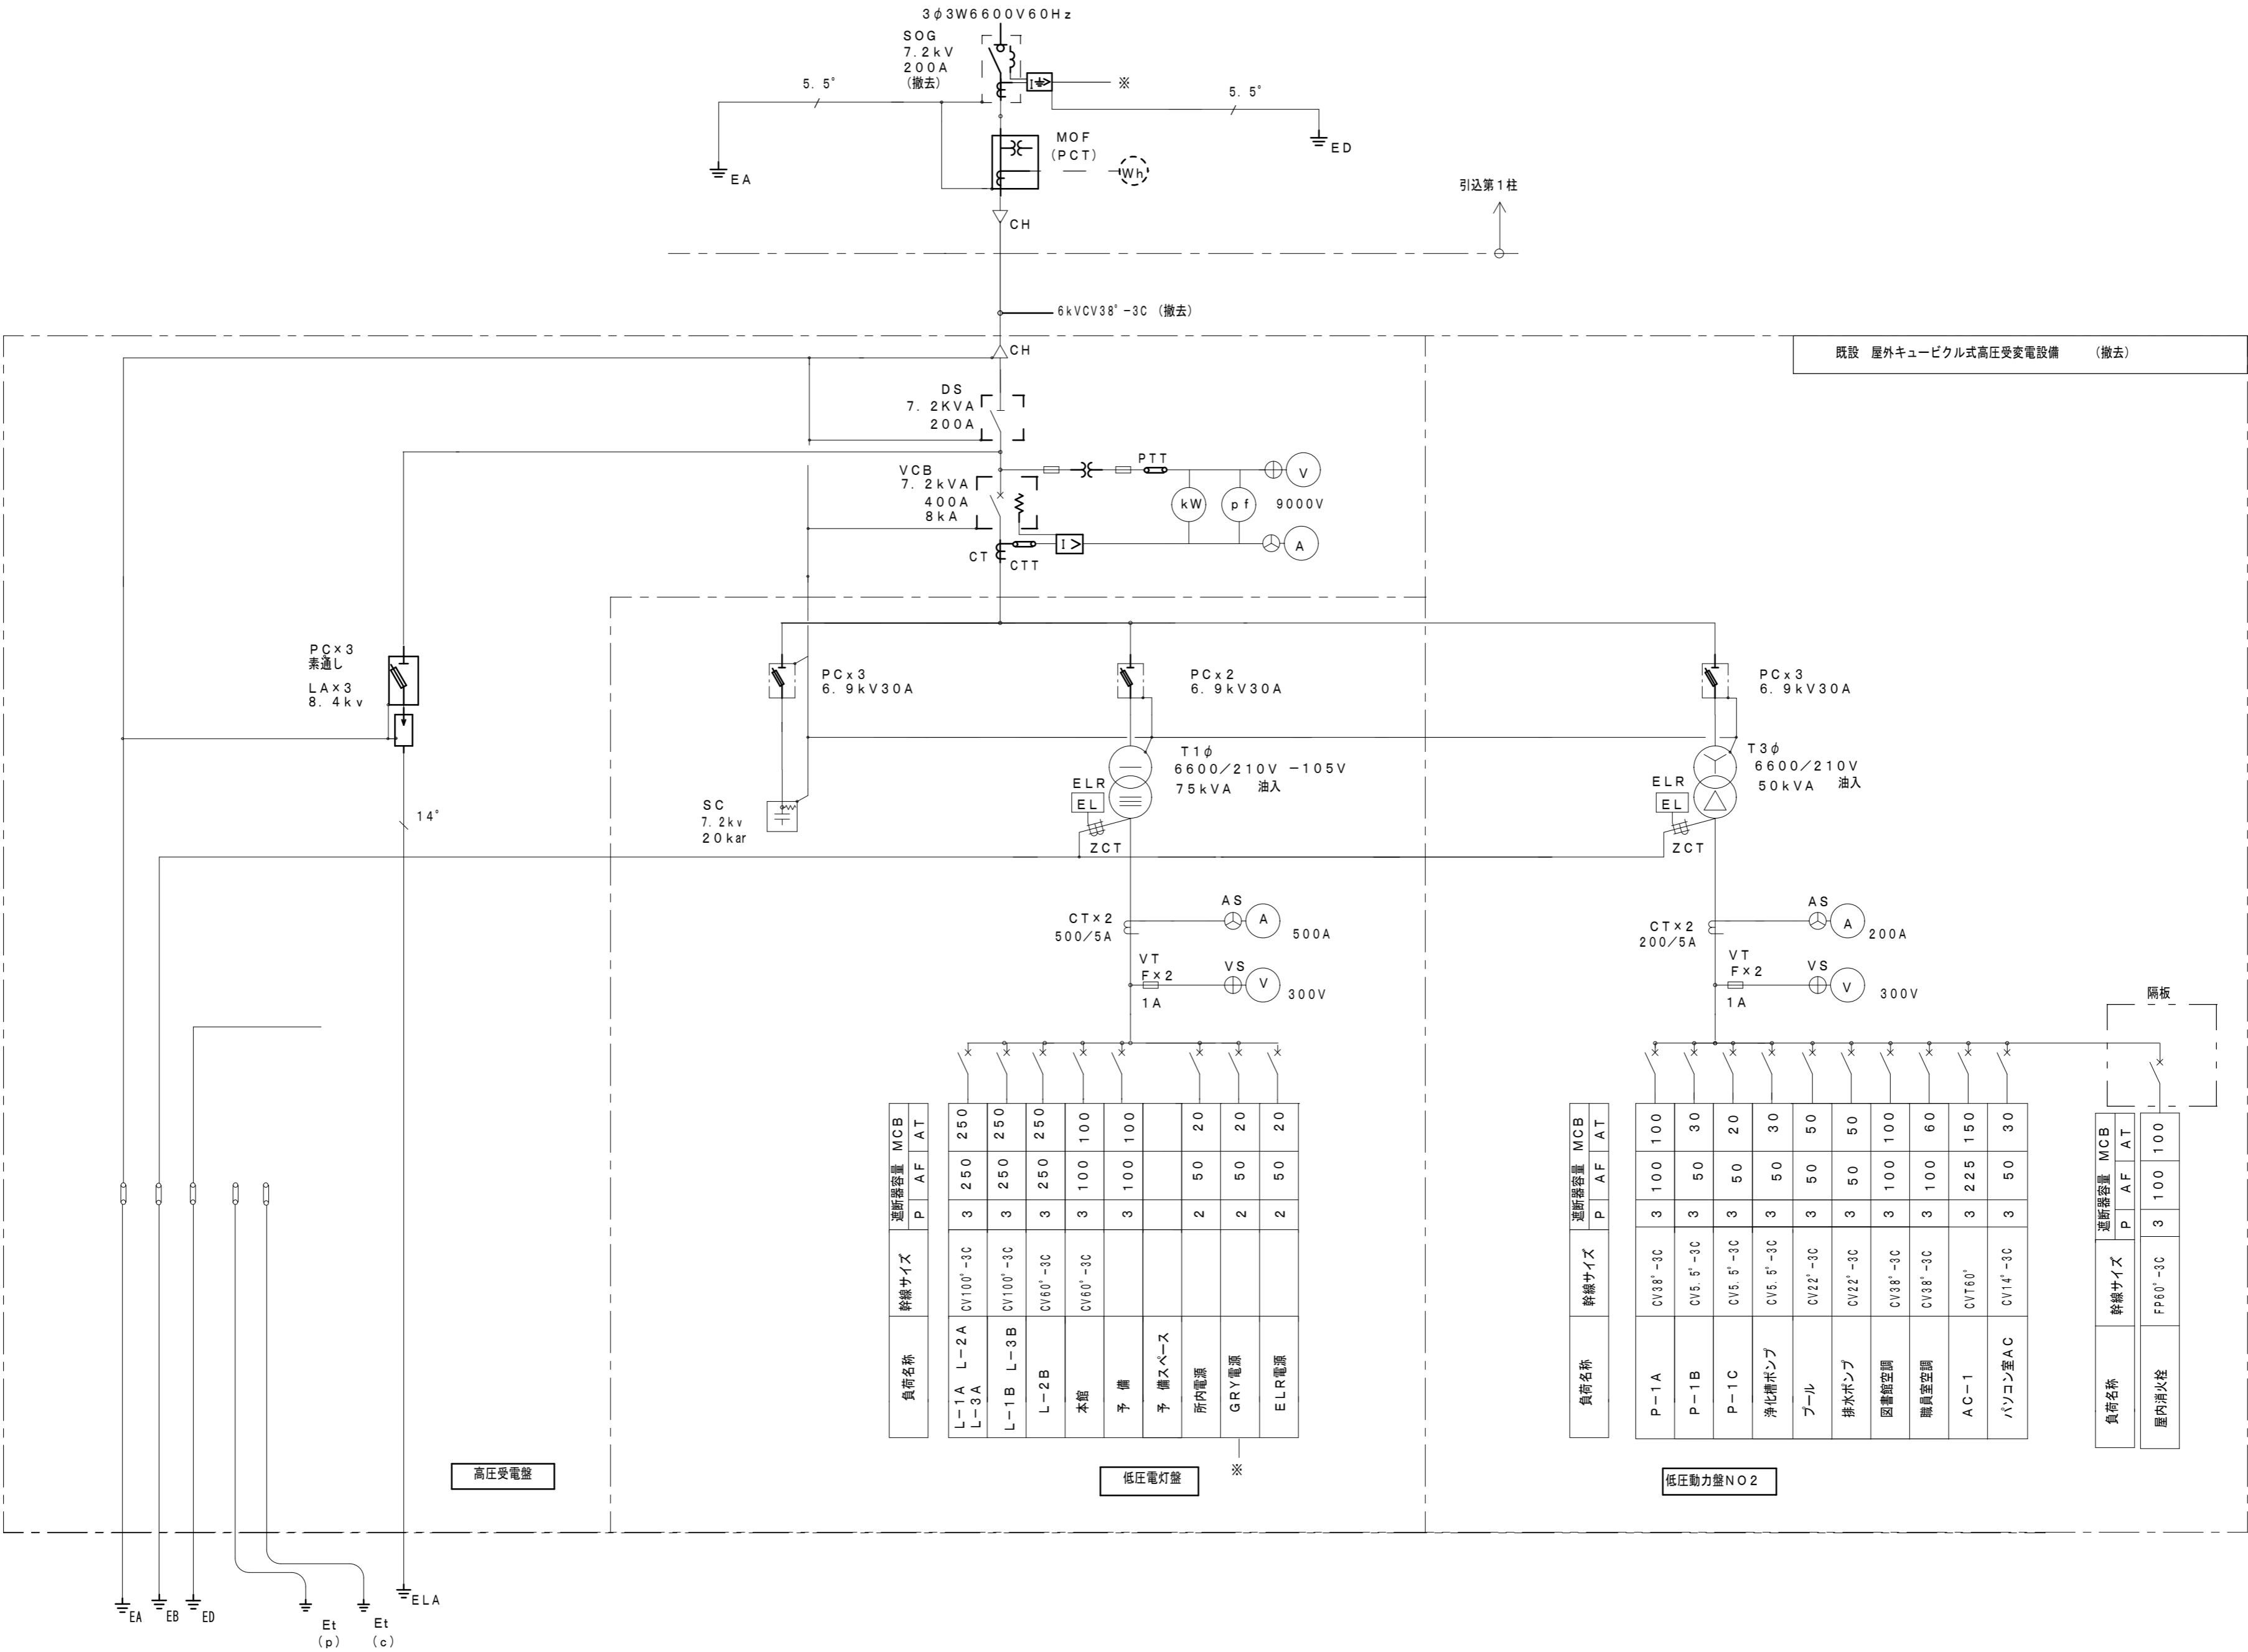 3φ3W6600V60Hz
SOG
7.2kV
200A
(撤去)
I
※
5.5°
5.5°
EA
ED
MOF
(PCT)
Wh
CH
引込第1柱
6kVCV38°-3C (撤去)
CH
既設 屋外キュービクル式高圧受変電設備 (撤去)
DS
7.2KVA
200A
VCB
7.2kVA
400A
8kA
PTT
V
kW
pf
9000V
I>
A
CT
CTT
PC×3
素通し
LA×3
8.4kv
PCx3
6.9kV30A
PCx2
6.9kV30A
PCx3
6.9kV30A
T1φ
6600/210V -105V
75kVA 油入
T3φ
6600/210V
50kVA 油入
ELR
EL
ZCT
ELR
EL
ZCT
SC
7.2kv
20kar
14°
CT×2
500/5A
AS
A
500A
VT
F×2
1A
VS
V
300V
CT×2
200/5A
AS
A
200A
VT
F×2
1A
VS
V
300V
隔板
負荷名称 幹線サイズ 遮断器容量 MCB P AF AT
L-1A L-2A L-3A CV100°-3C 3 250 250
L-1B L-3B CV100°-3C 3 250 250
L-2B CV60°-3C 3 250 250
本館 CV60°-3C 3 100 100
予 備 3 100 100
予 備スペース
所内電源 2 50 20
GRY電源 2 50 20
ELR電源 2 50 20
※
負荷名称 幹線サイズ 遮断器容量 MCB P AF AT
P-1A CV38°-3C 3 100 100
P-1B CV5.5°-3C 3 50 30
P-1C CV5.5°-3C 3 50 20
浄化槽ポンプ CV5.5°-3C 3 50 30
プール CV22°-3C 3 50 50
排水ポンプ CV22°-3C 3 50 50
図書館空調 CV38°-3C 3 100 100
職員室空調 CV38°-3C 3 100 60
AC-1 CVT60° 3 225 150
パソコン室AC CV14°-3C 3 50 30
負荷名称 幹線サイズ 遮断器容量 MCB P AF AT
屋内消火栓 FP60°-3C 3 100 100
高圧受電盤
低圧電灯盤
低圧動力盤NO2
EA
EB
ED
Et
(p)
Et
(c)
ELA